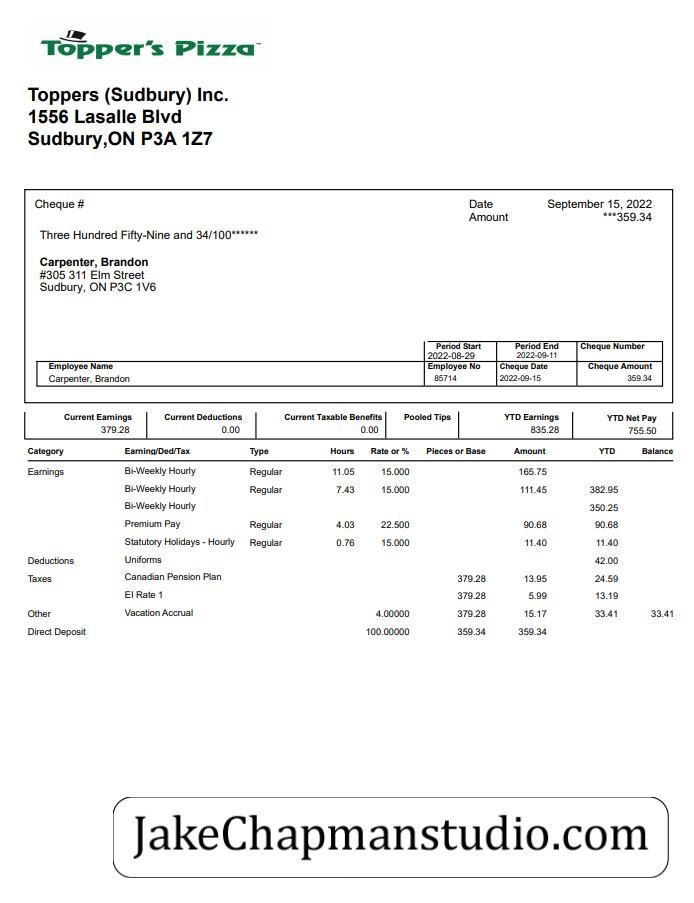 Topper's Pizza™
Toppers (Sudbury) Inc.
1556 Lasalle Blvd
Sudbury,ON P3A 1Z7
Cheque # Date September 15, 2022
Amount ***359.34
Three Hundred Fifty-Nine and 34/100******
Carpenter, Brandon
#305 311 Elm Street
Sudbury, ON P3C 1V6
Period Start Period End Cheque Number
2022-08-29 2022-09-11
Employee Name Employee No Cheque Date Cheque Amount
Carpenter, Brandon 85714 2022-09-15 359.34
Current Earnings Current Deductions Current Taxable Benefits Pooled Tips YTD Earnings YTD Net Pay
379.28 0.00 0.00 835.28 755.50
Category Earning/Ded/Tax Type Hours Rate or % Pieces or Base Amount YTD Balance
Earnings Bi-Weekly Hourly Regular 11.05 15.000 165.75
Bi-Weekly Hourly Regular 7.43 15.000 111.45 382.95
Bi-Weekly Hourly 350.25
Premium Pay Regular 4.03 22.500 90.68 90.68
Statutory Holidays - Hourly Regular 0.76 15.000 11.40 11.40
Deductions Uniforms 42.00
Taxes Canadian Pension Plan 379.28 13.95 24.59
EI Rate 1 379.28 5.99 13.19
Other Vacation Accrual 4.00000 379.28 15.17 33.41 33.41
Direct Deposit 100.00000 359.34 359.34
JakeChapmanstudio.com